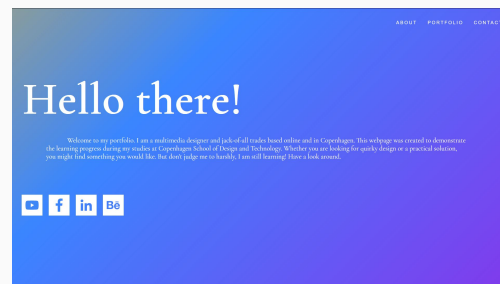 ABOUT PORTFOLIO CONTACT
Hello there!
Welcome to my portfolio. I am a multimedia designer and jack-of-all trades based online and in Copenhagen. This webpage was created to demonstrate
the learning progress during my studies at Copenhagen School of Design and Technology. Whether you are looking for quirky design or a practical solution,
you might find something you would like. But don't judge me to harshly, I am still learning! Have a look around.
f in Bē